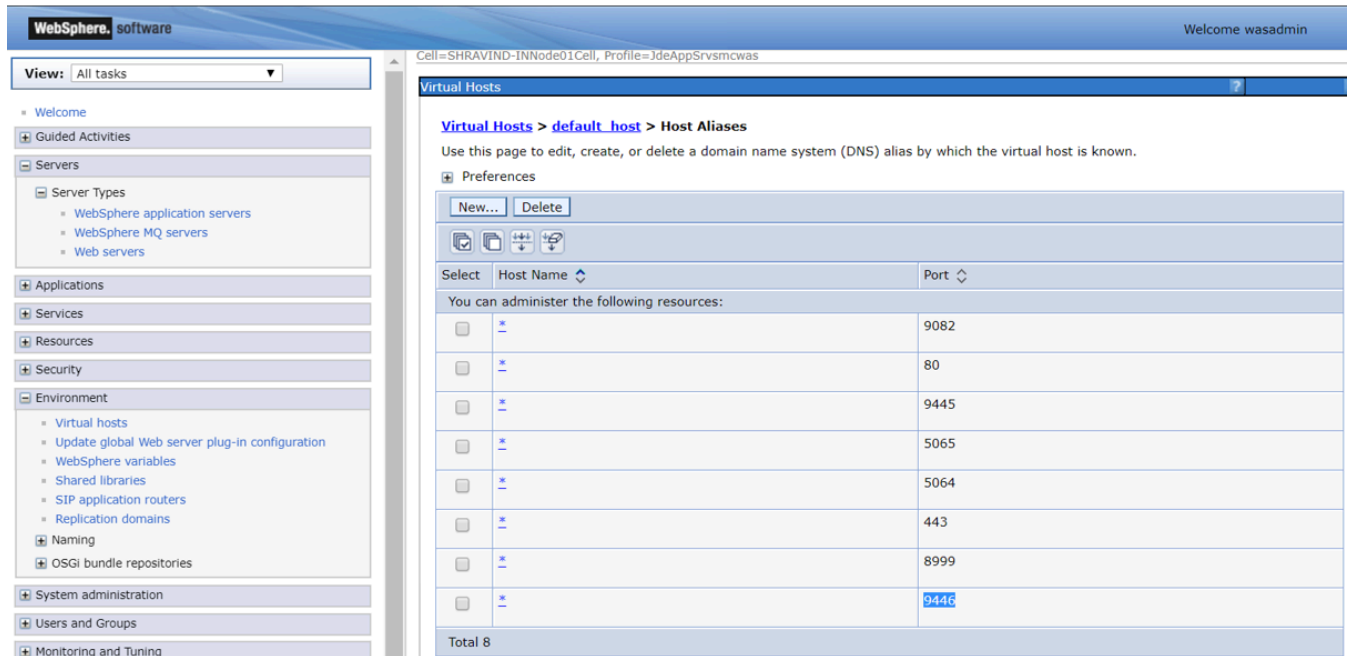 WebSphere. software
Welcome wasadmin
View: All tasks
Welcome
Guided Activities
Servers
Server Types
WebSphere application servers
WebSphere MQ servers
Web servers
Applications
Services
Resources
Security
Environment
Virtual hosts
Update global Web server plug-in configuration
WebSphere variables
Shared libraries
SIP application routers
Replication domains
Naming
OSGi bundle repositories
System administration
Users and Groups
Monitoring and Tuning
Cell=SHRAVIND-INNode01Cell, Profile=JdeAppSrvsmcwas
Virtual Hosts ?
Virtual Hosts > default_host > Host Aliases
Use this page to edit, create, or delete a domain name system (DNS) alias by which the virtual host is known.
Preferences
New... Delete
Select Host Name Port
You can administer the following resources:
* 9082
* 80
* 9445
* 5065
* 5064
* 443
* 8999
* 9446
Total 8